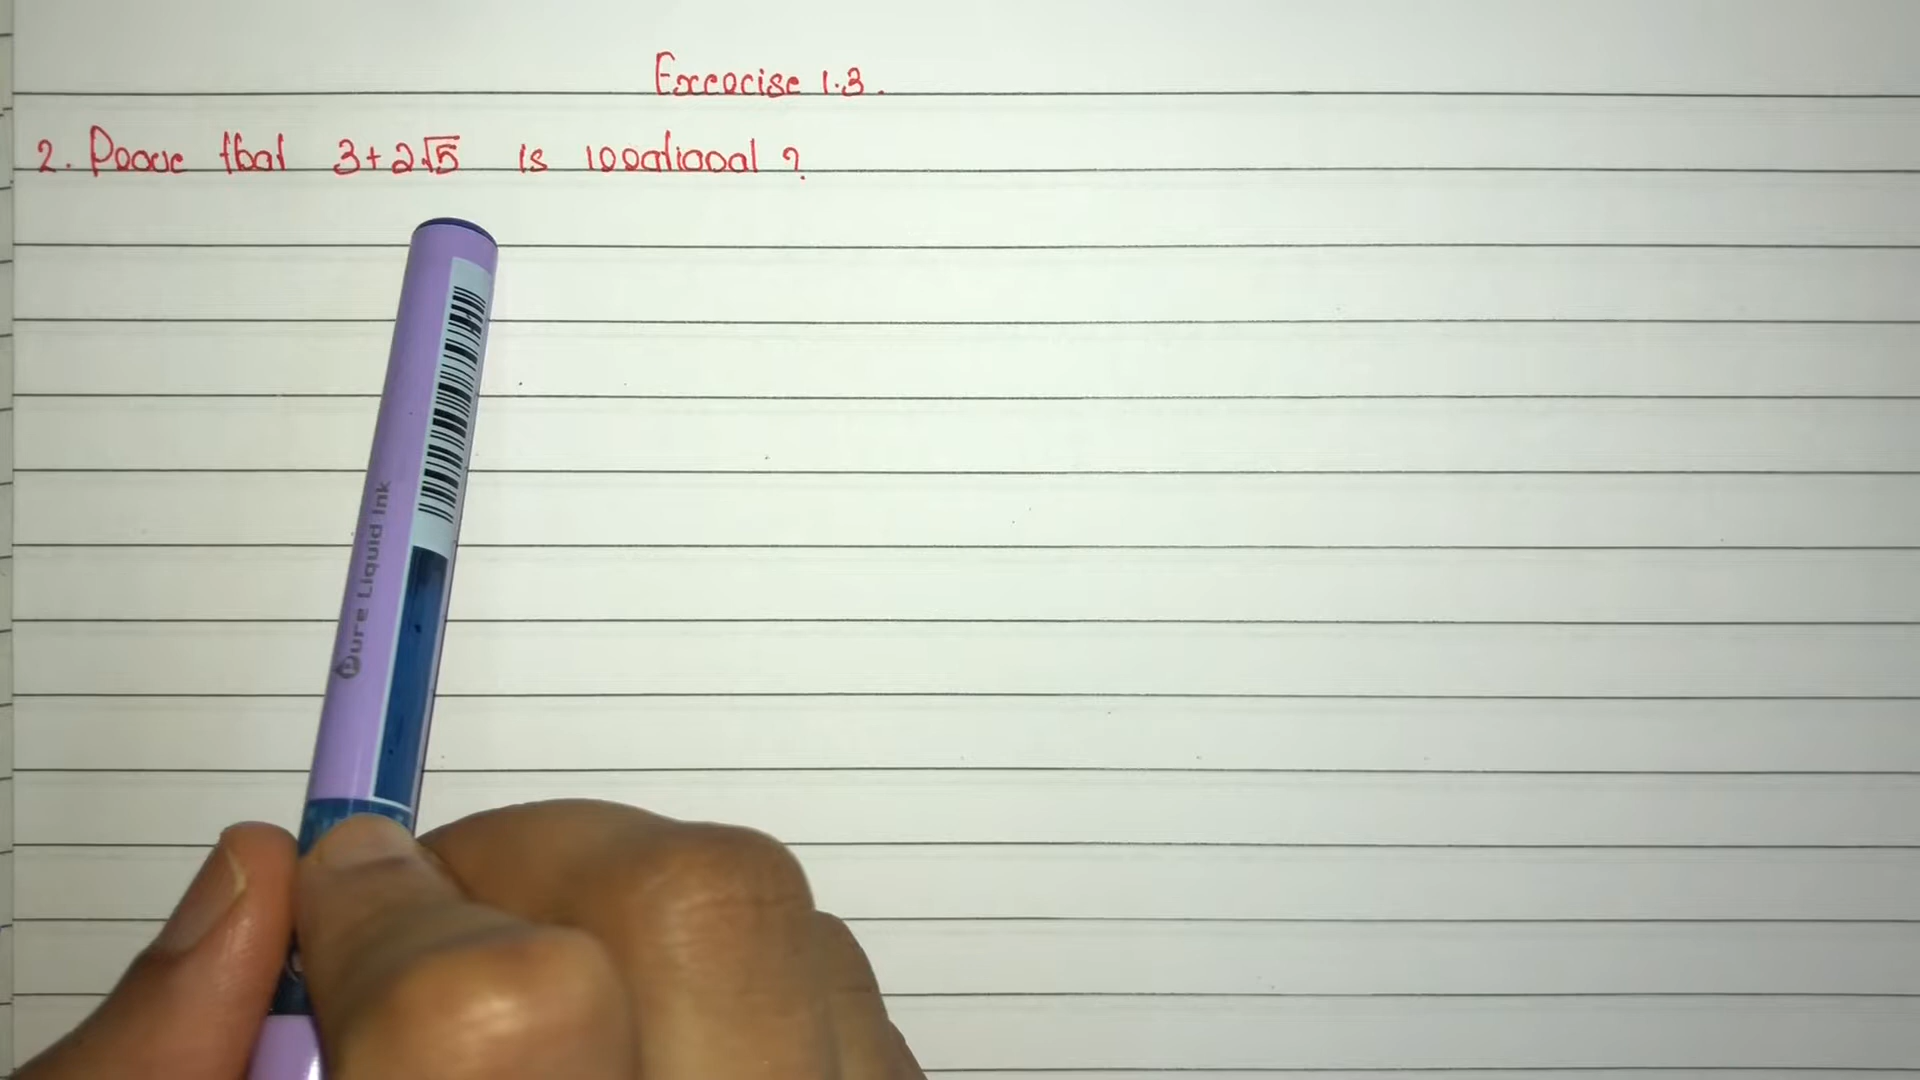 Exercise 1.3.
2. Prove that 3+2√5 is irrational ?
Pure Liquid Ink